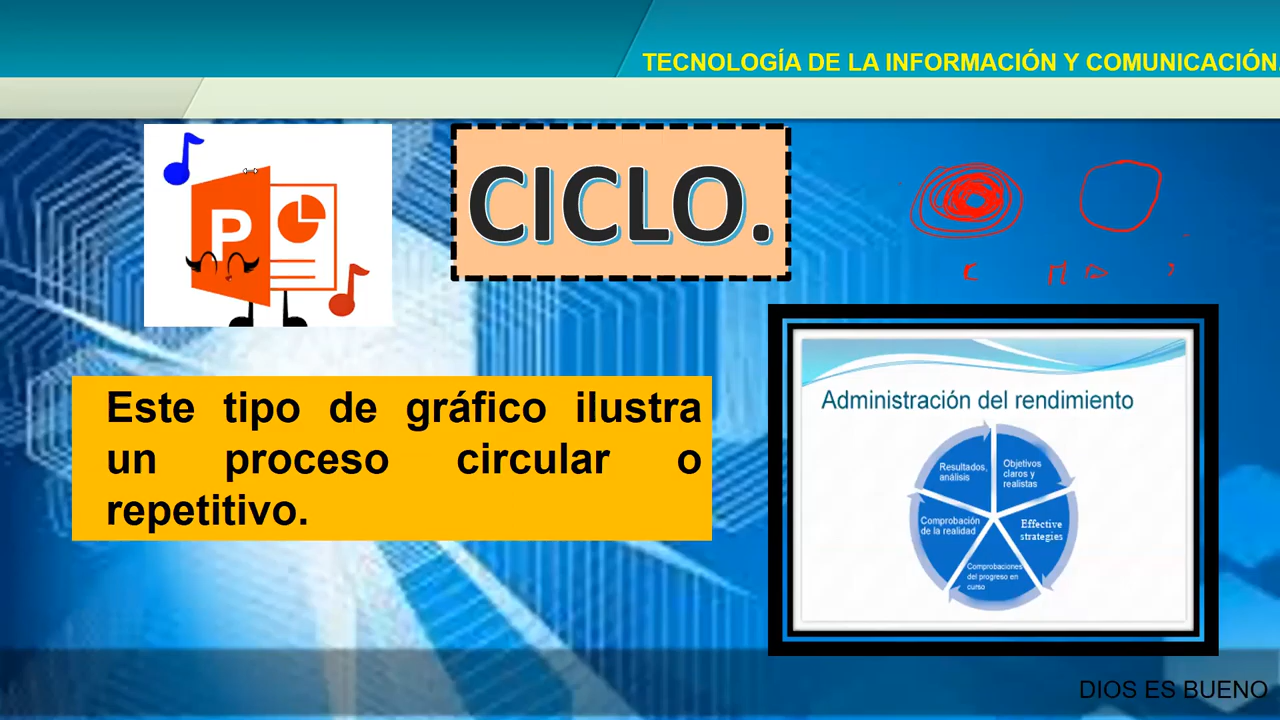 TECNOLOGÍA DE LA INFORMACIÓN Y COMUNICACIÓN.
P
CICLO.
Este tipo de gráfico ilustra
un proceso circular o
repetitivo.
Administración del rendimiento
Resultados,
análisis
Objetivos
claros y
realistas
Comprobación
de la realidad
Effective
strategies
Comprobaciones
del progreso en
curso
DIOS ES BUENO